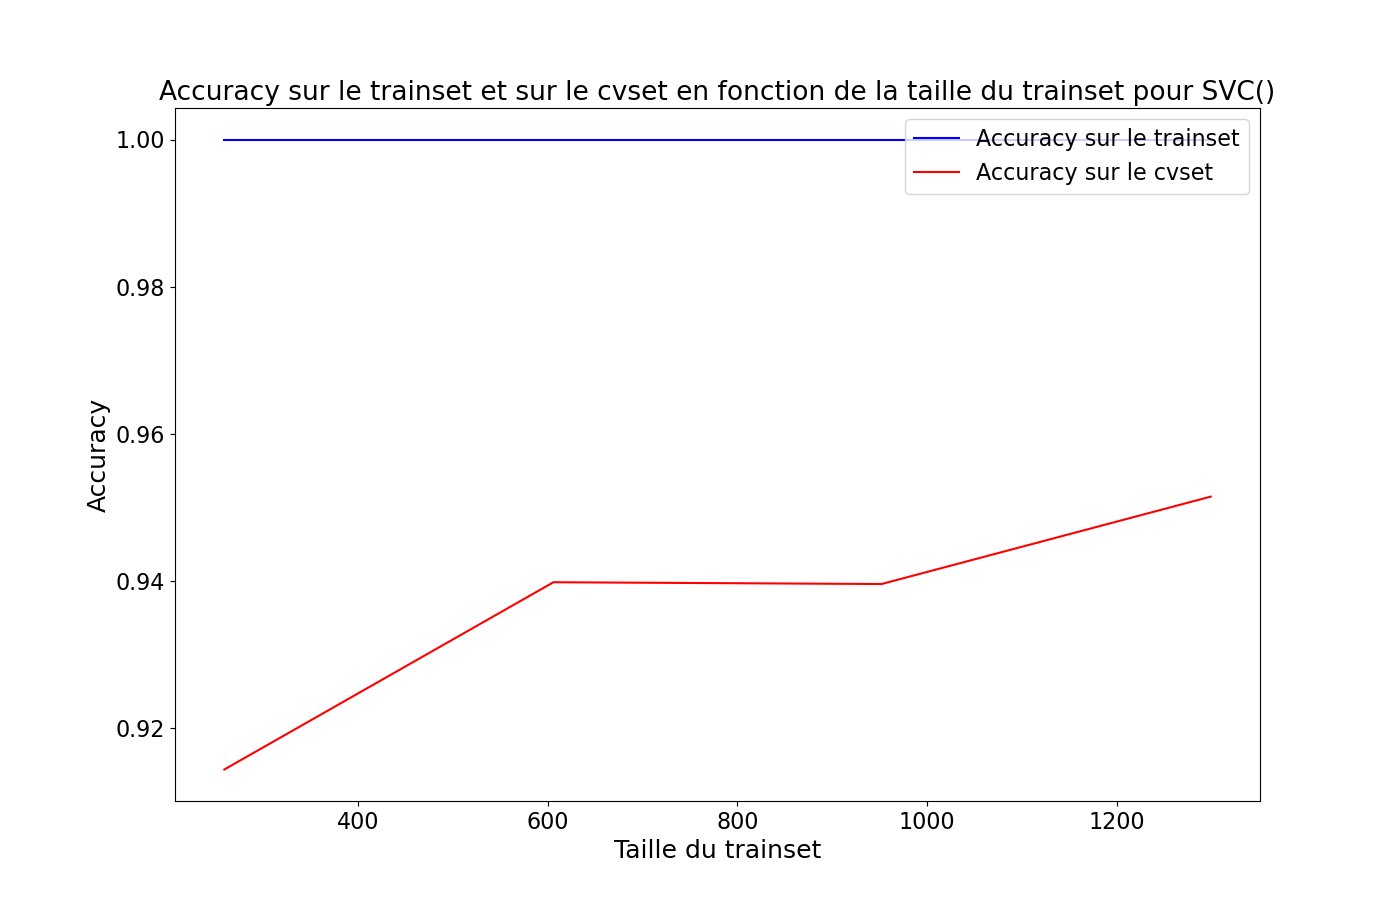 Accuracy sur le trainset et sur le cvset en fonction de la taille du trainset pour SVC()
Accuracy sur le trainset
Accuracy sur le cvset
1.00
0.98
0.96
0.94
0.92
Accuracy
400
600
800
1000
1200
Taille du trainset